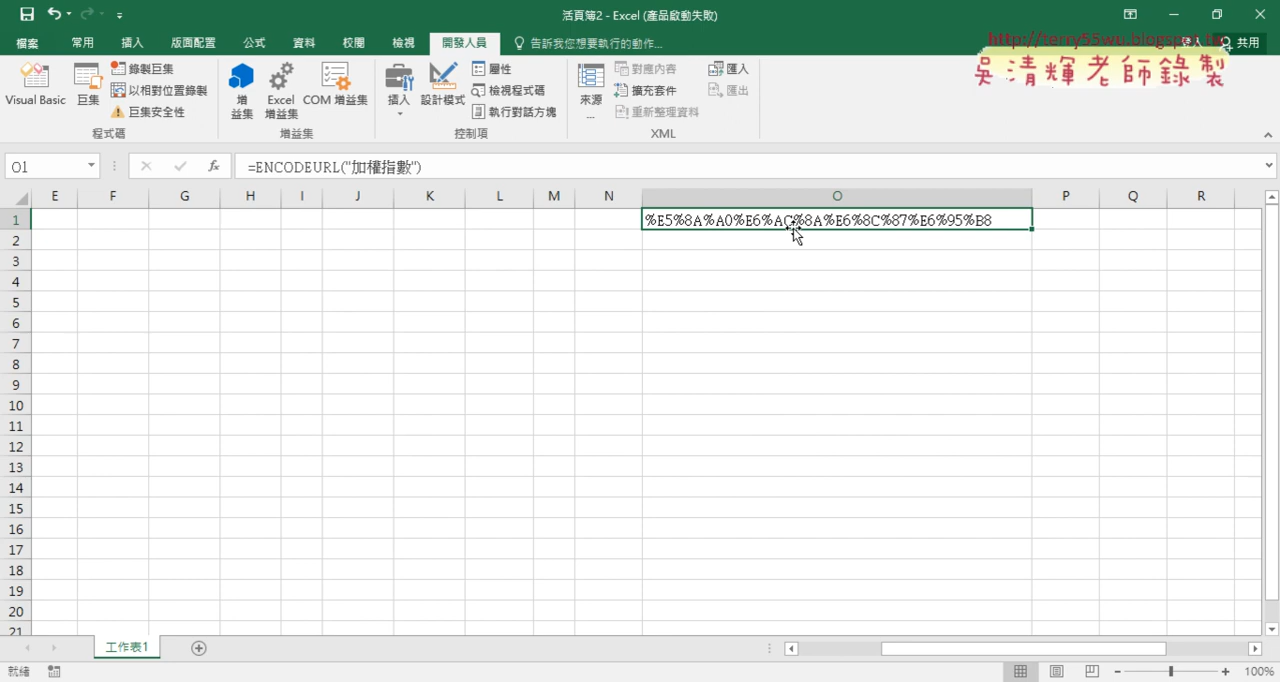 活頁簿2 - Excel (產品啟動失敗)
http://terry55wu.blogspot.tw
吳清輝老師錄製
檔案 常用 插入 版面配置 公式 資料 校閱 檢視 開發人員 告訴我您想要執行的動作... 登入 共用
Visual Basic 巨集 錄製巨集 以相對位置錄製 巨集安全性 程式碼
增益集 Excel 增益集 COM 增益集 增益集
插入 設計模式 屬性 檢視程式碼 執行對話方塊 控制項
來源... 對應內容 擴充套件 重新整理資料 匯入 匯出 XML
O1 fx =ENCODEURL("加權指數")
E F G H I J K L M N O P Q R
1 %E5%8A%A0%E6%AC%8A%E6%8C%87%E6%95%B8
2
3
4
5
6
7
8
9
10
11
12
13
14
15
16
17
18
19
20
21
工作表1
就緒 100%